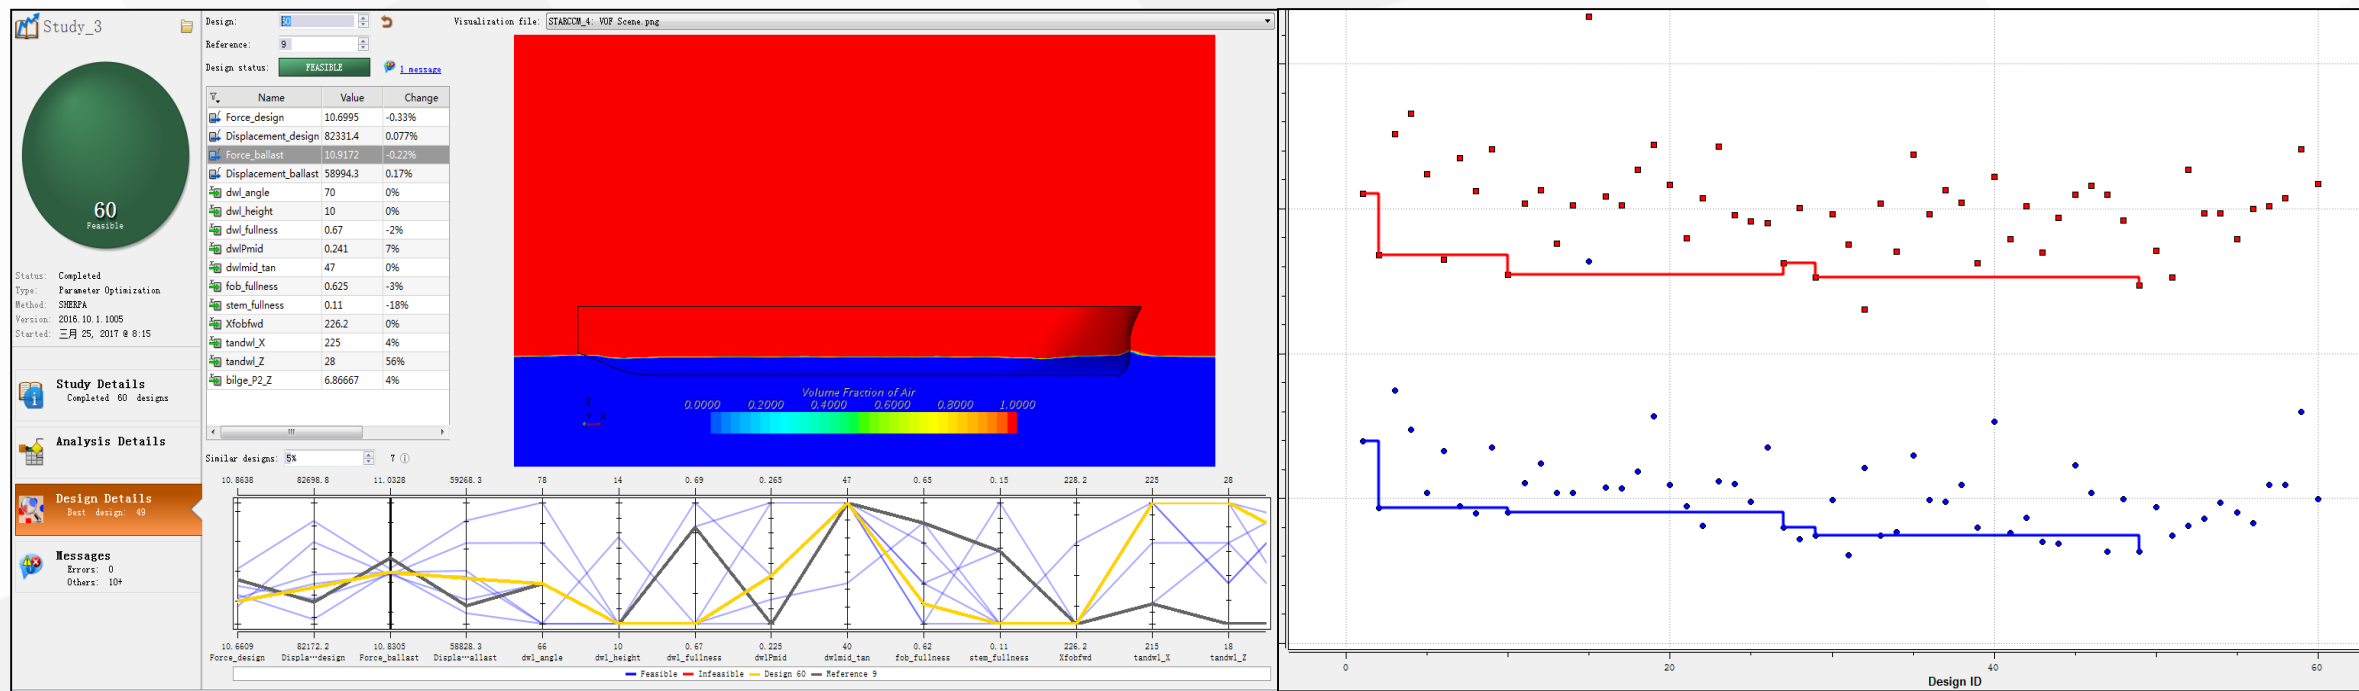 Study_3
60
Feasible
Status: Completed
Type: Parameter Optimization
Method: SHERPA
Version: 2016.10.1.1005
Started: 三月 25, 2017 @ 8:15
Study Details
Completed 60 designs
Analysis Details
Design Details
Best design: 49
Messages
Errors: 0
Others: 10+
Design: 60
Reference: 9
Design status: FEASIBLE 1 message
Visualization file: STARCCM_4: VOF Scene.png
Name Value Change
Force_design 10.6995 -0.33%
Displacement_design 82331.4 0.077%
Force_ballast 10.9172 -0.22%
Displacement_ballast 58994.3 0.17%
dwl_angle 70 0%
dwl_height 10 0%
dwl_fullness 0.67 -2%
dwlPmid 0.241 7%
dwlmid_tan 47 0%
fob_fullness 0.625 -3%
stem_fullness 0.11 -18%
Xfobfwd 226.2 0%
tandwl_X 225 4%
tandwl_Z 28 56%
bilge_P2_Z 6.86667 4%
Z
Y X
Volume Fraction of Air
0.0000 0.2000 0.4000 0.6000 0.8000 1.0000
Similar designs: 5% 7
10.8638 82698.8 11.0328 59268.3 78 14 0.69 0.265 47 0.65 0.15 228.2 225 28
10.6609 82172.2 10.8305 58828.3 66 10 0.67 0.225 40 0.62 0.11 226.2 215 18
Force_design Displa···design Force_ballast Displa···allast dwl_angle dwl_height dwl_fullness dwlPmid dwlmid_tan fob_fullness stem_fullness Xfobfwd tandwl_X tandwl_Z
Feasible Infeasible Design 60 Reference 9
0 20 40 60
Design ID